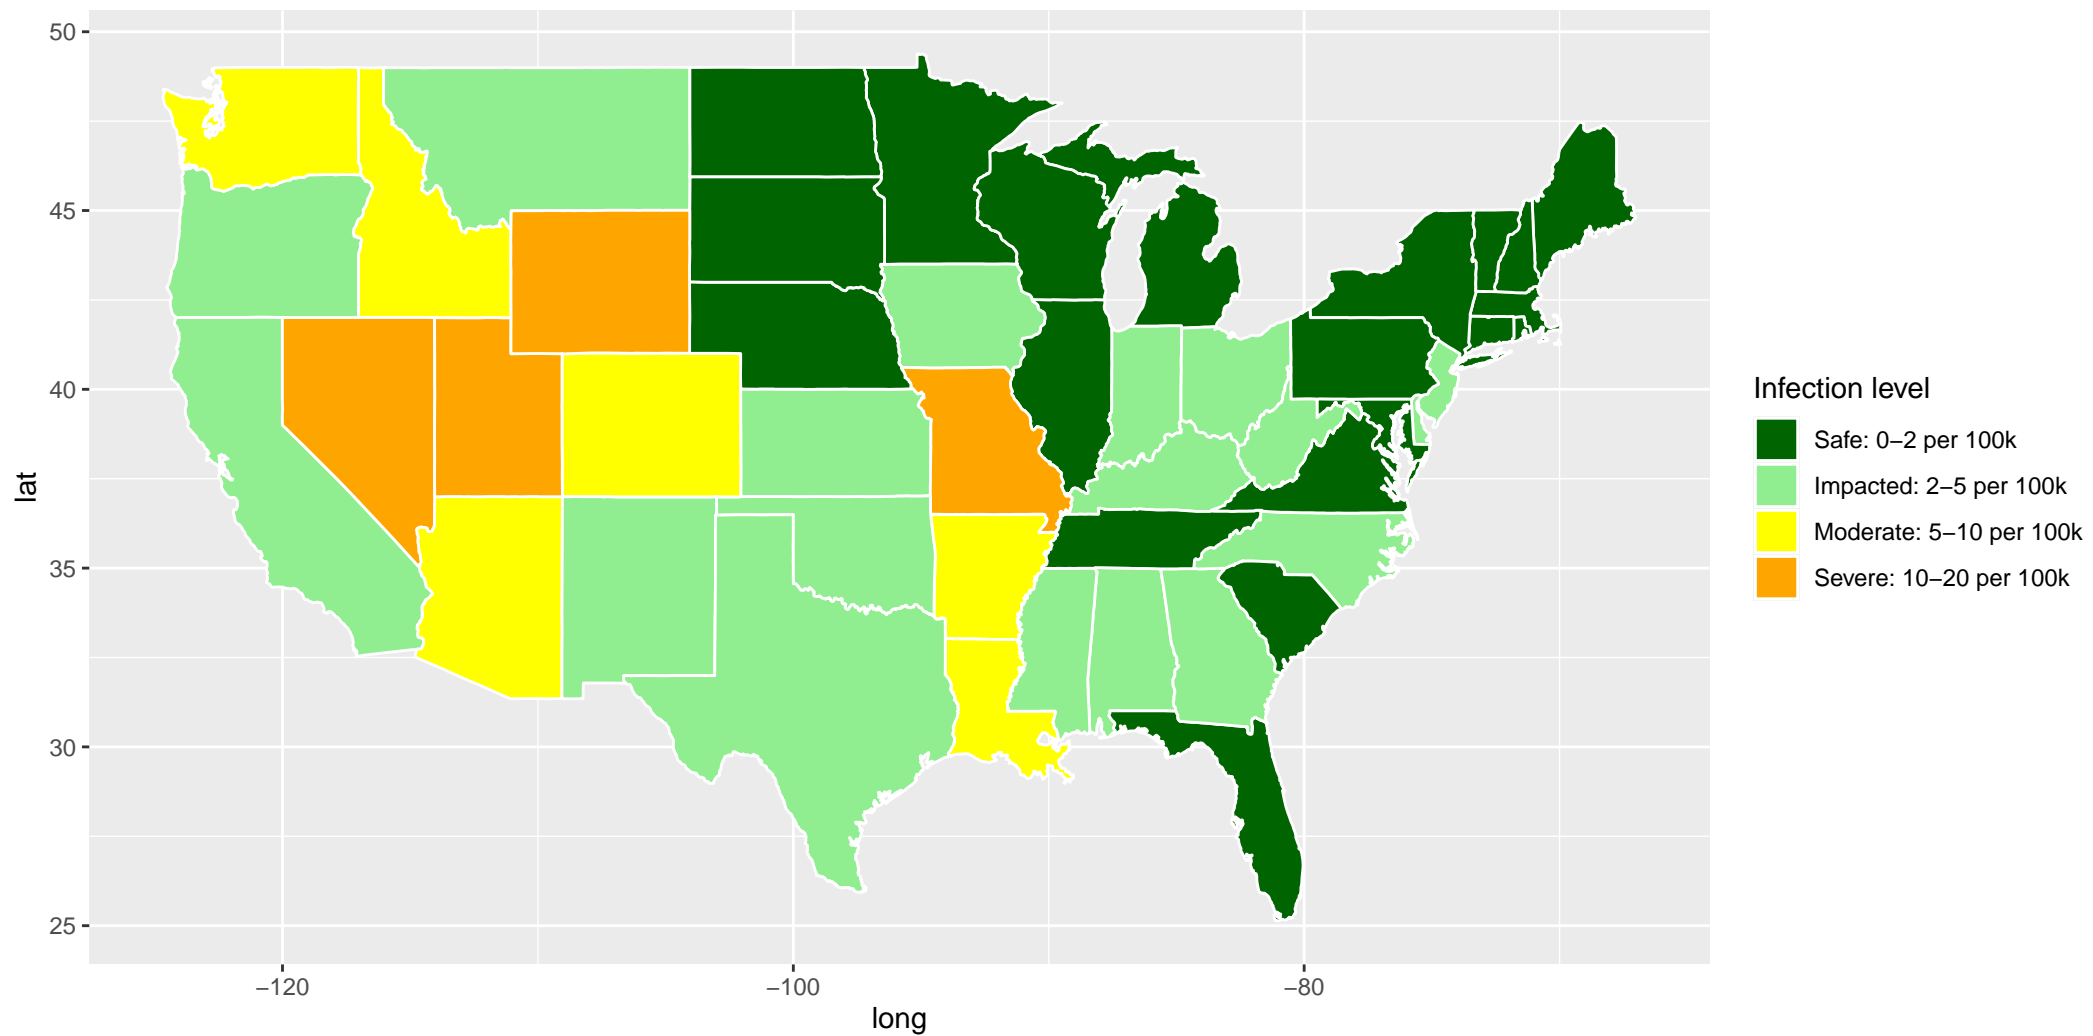 50
45
40
35
30
25
lat
−120
−100
−80
long
Infection level
Safe: 0−2 per 100k
Impacted: 2−5 per 100k
Moderate: 5−10 per 100k
Severe: 10−20 per 100k